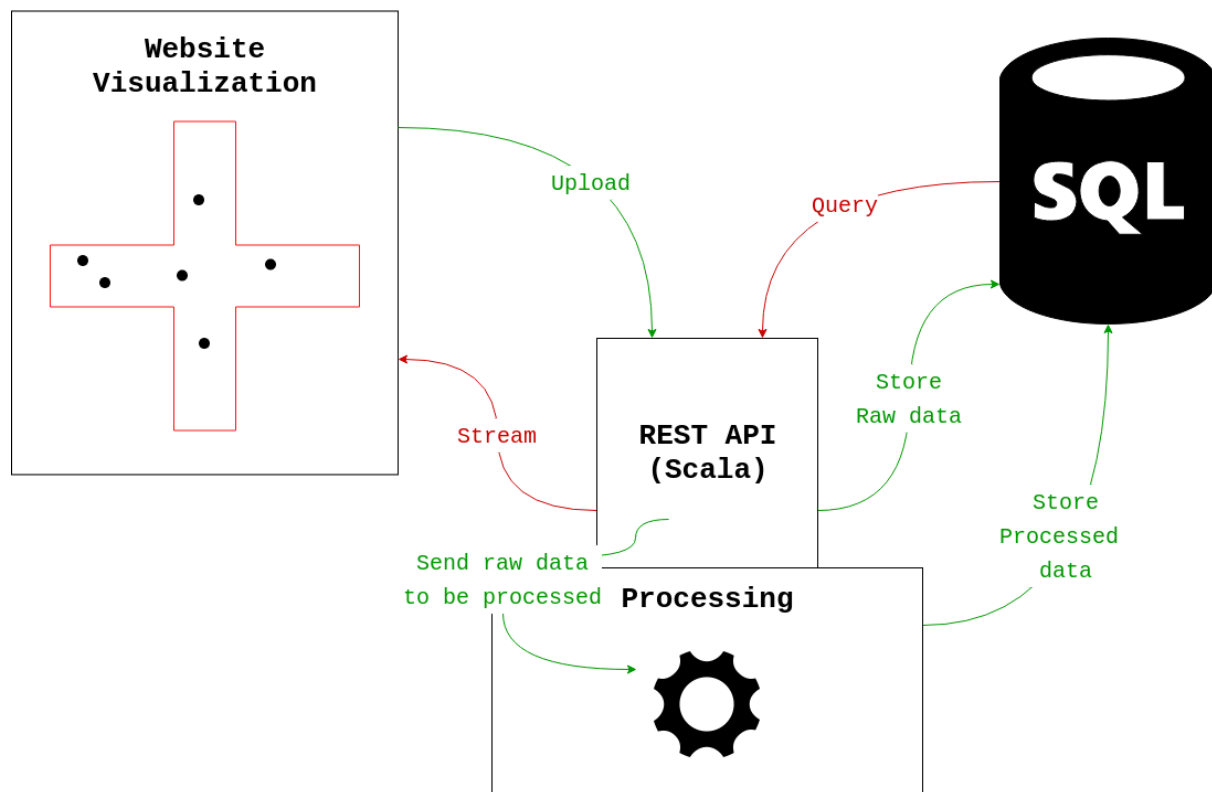 Website
Visualization
Upload
Query
SQL
Stream
REST API
(Scala)
Store
Raw data
Store
Processed
data
Send raw data
to be processed
Processing